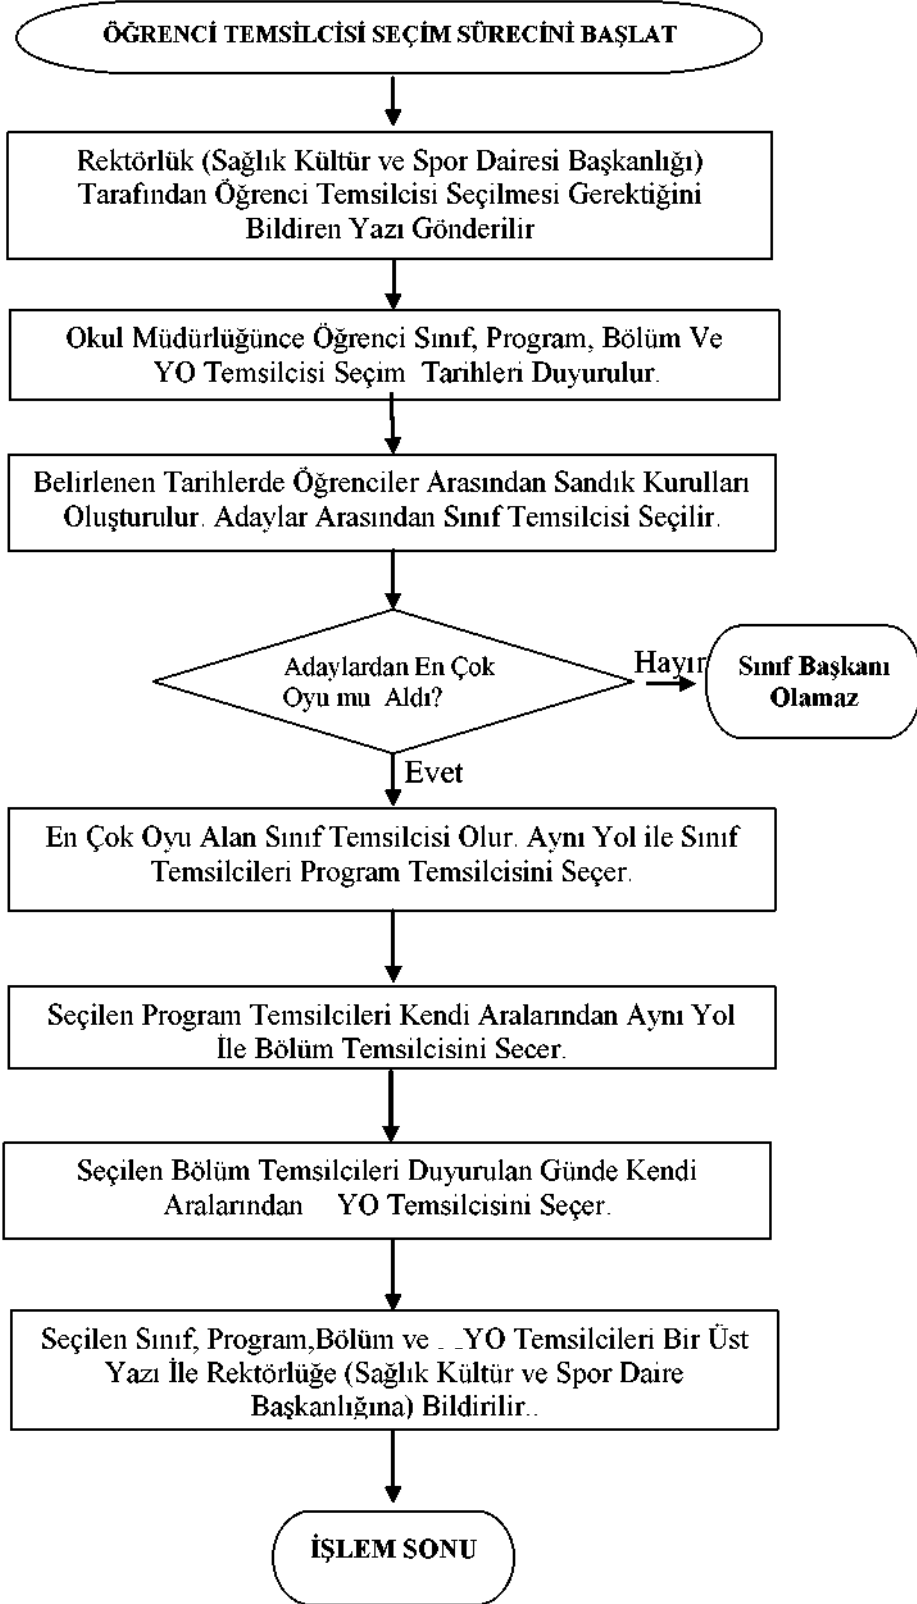 ÖĞRENCİ TEMSİLCİSİ SEÇİM SÜRECİNİ BAŞLAT
Rektörlük (Sağlık Kültür ve Spor Dairesi Başkanlığı)
Tarafından Öğrenci Temsilcisi Seçilmesi Gerektiğini
Bildiren Yazı Gönderilir
Okul Müdürlüğünce Öğrenci Sınıf, Program, Bölüm Ve
YO Temsilcisi Seçim Tarihleri Duyurulur.
Belirlenen Tarihlerde Öğrenciler Arasından Sandık Kurulları
Oluşturulur. Adaylar Arasından Sınıf Temsilcisi Seçilir.
Adaylardan En Çok
Oyu mu Aldı?
Hayır
Sınıf Başkanı
Olamaz
Evet
En Çok Oyu Alan Sınıf Temsilcisi Olur. Aynı Yol ile Sınıf
Temsilcileri Program Temsilcisini Seçer.
Seçilen Program Temsilcileri Kendi Aralarından Aynı Yol
İle Bölüm Temsilcisini Secer.
Seçilen Bölüm Temsilcileri Duyurulan Günde Kendi
Aralarından YO Temsilcisini Seçer.
Seçilen Sınıf, Program,Bölüm ve . ..YO Temsilcileri Bir Üst
Yazı İle Rektörlüğe (Sağlık Kültür ve Spor Daire
Başkanlığına) Bildirilir..
İŞLEM SONU